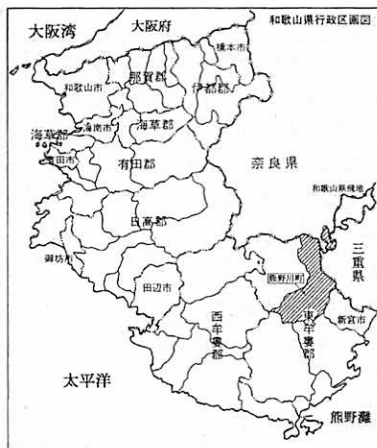 和歌山県行政区画図
大阪湾
大阪府
橋本市
那賀郡
伊都郡
和歌山市
海草郡
海南市
海草郡
有田市
有田郡
奈良県
和歌山県飛地
日高郡
三重県
御坊市
熊野川町
田辺市
西牟婁郡
東牟婁郡
新宮市
太平洋
熊野灘